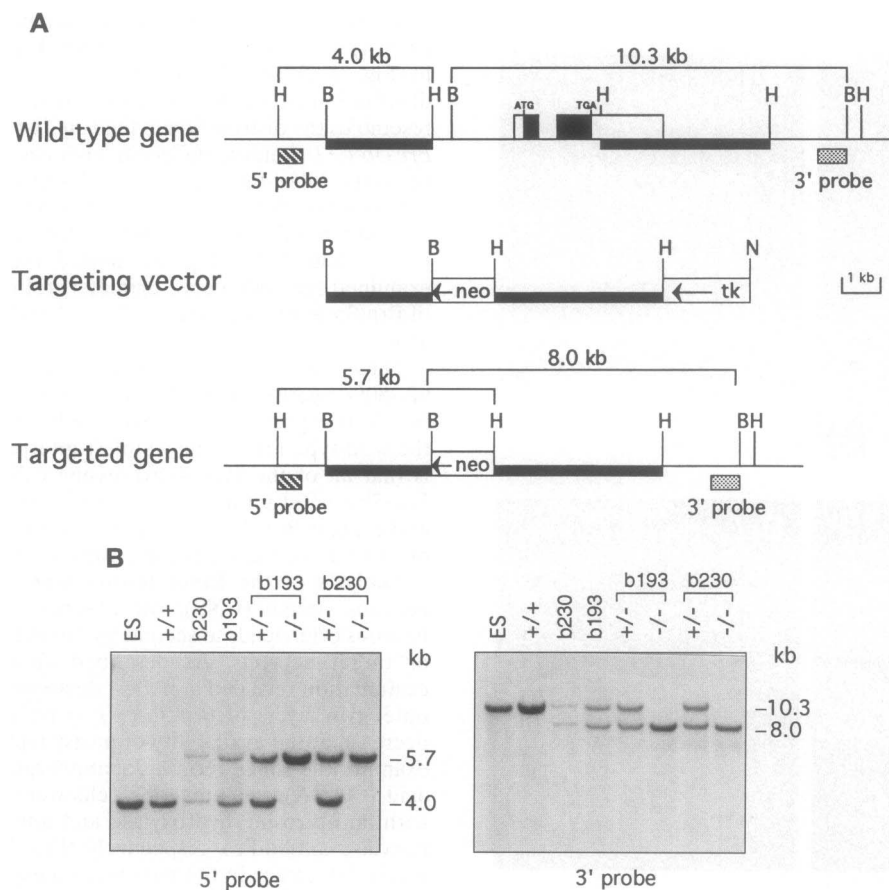 A
4.0 kb
10.3 kb
H B H B ATG TGA H H B H
Wild-type gene
5' probe
3' probe
B B H H N
Targeting vector
neo
tk
1 kb
8.0 kb
5.7 kb
H B B H H B H
Targeted gene
neo
5' probe
3' probe
B
b193 b230
ES +/+ b230 b193 +/- -/- +/- -/-
kb
-5.7
-4.0
5' probe
b193 b230
ES +/+ b230 b193 +/- -/- +/- -/-
kb
-10.3
-8.0
3' probe